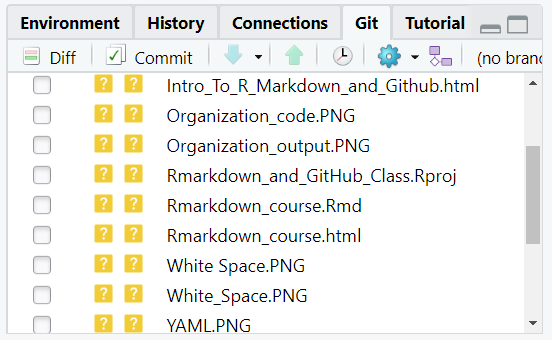 Environment History Connections Git Tutorial
Diff Commit (no bran
? ? Intro_To_R_Markdown_and_Github.html
? ? Organization_code.PNG
? ? Organization_output.PNG
? ? Rmarkdown_and_GitHub_Class.Rproj
? ? Rmarkdown_course.Rmd
? ? Rmarkdown_course.html
? ? White Space.PNG
? ? White_Space.PNG
? ? YAML.PNG